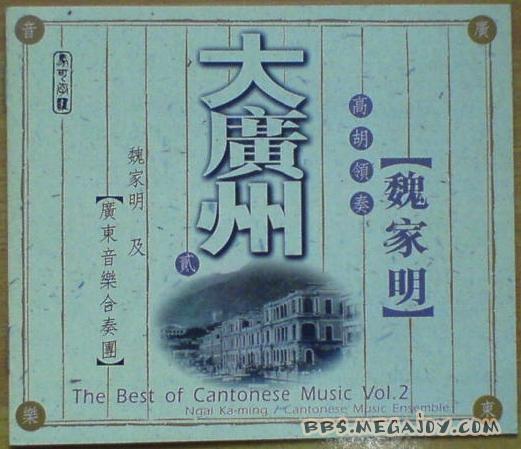 廣
東
音
樂
大廣州
貳
高胡領奏
【魏家明】
魏家明 及
【廣東音樂合奏團】
The Best of Cantonese Music Vol.2
Ngai Ka-ming / Cantonese Music Ensemble
BBS.MEGAJOY.COM